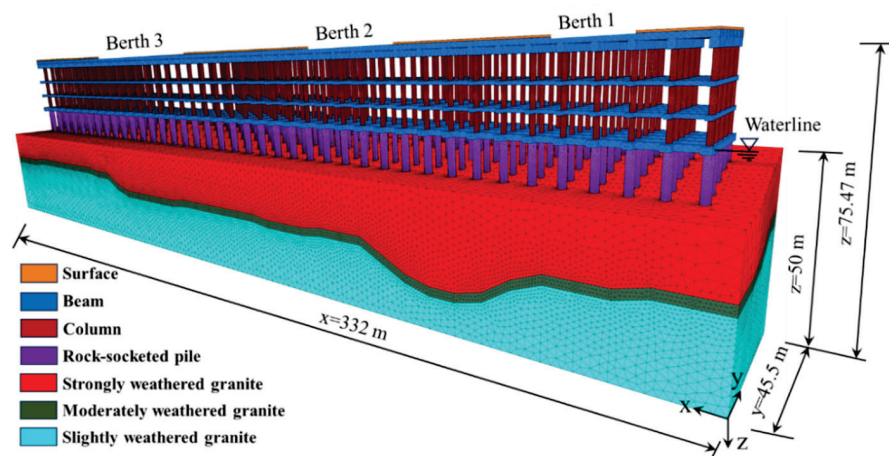 Berth 3
Berth 2
Berth 1
Waterline
z=75.47 m
z=50 m
y=45.5 m
x=332 m
x
y
z
Surface
Beam
Column
Rock-socketed pile
Strongly weathered granite
Moderately weathered granite
Slightly weathered granite